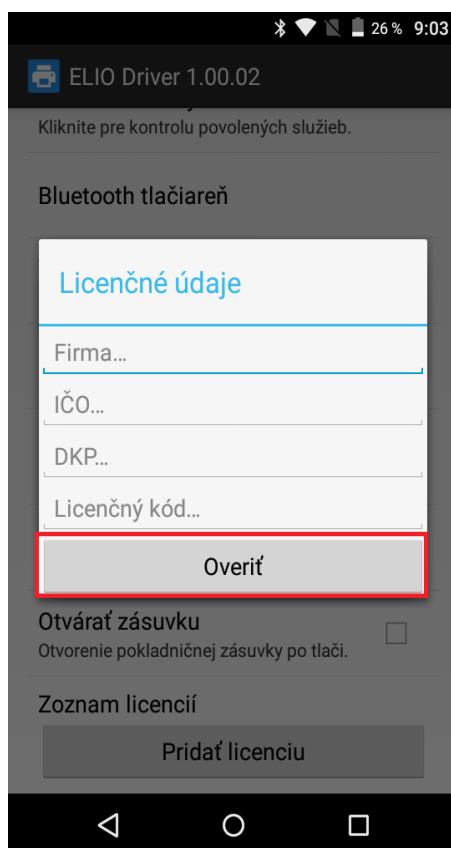 26 % 9:03
ELIO Driver 1.00.02
Kliknite pre kontrolu povolených služieb.
Bluetooth tlačiareň
Licenčné údaje
Firma...
IČO...
DKP...
Licenčný kód...
Overiť
Otvárať zásuvku
Otvorenie pokladničnej zásuvky po tlači.
Zoznam licencií
Pridať licenciu